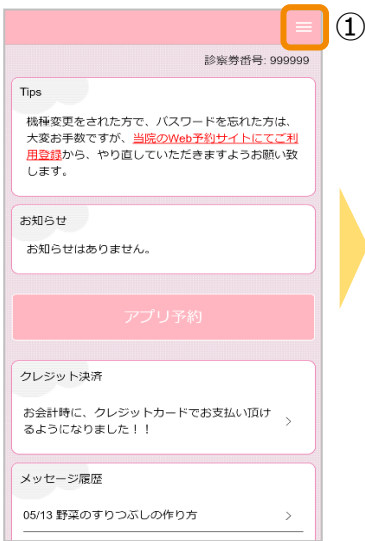 ①
診察券番号: 999999
Tips
機種変更をされた方で、パスワードを忘れた方は、
大変お手数ですが、当院のWeb予約サイトにてご利
用登録から、やり直していただきますようお願い致
します。
お知らせ
お知らせはありません。
アプリ予約
クレジット決済
お会計時に、クレジットカードでお支払い頂け
るようになりました！！
メッセージ履歴
05/13 野菜のすりつぶしの作り方